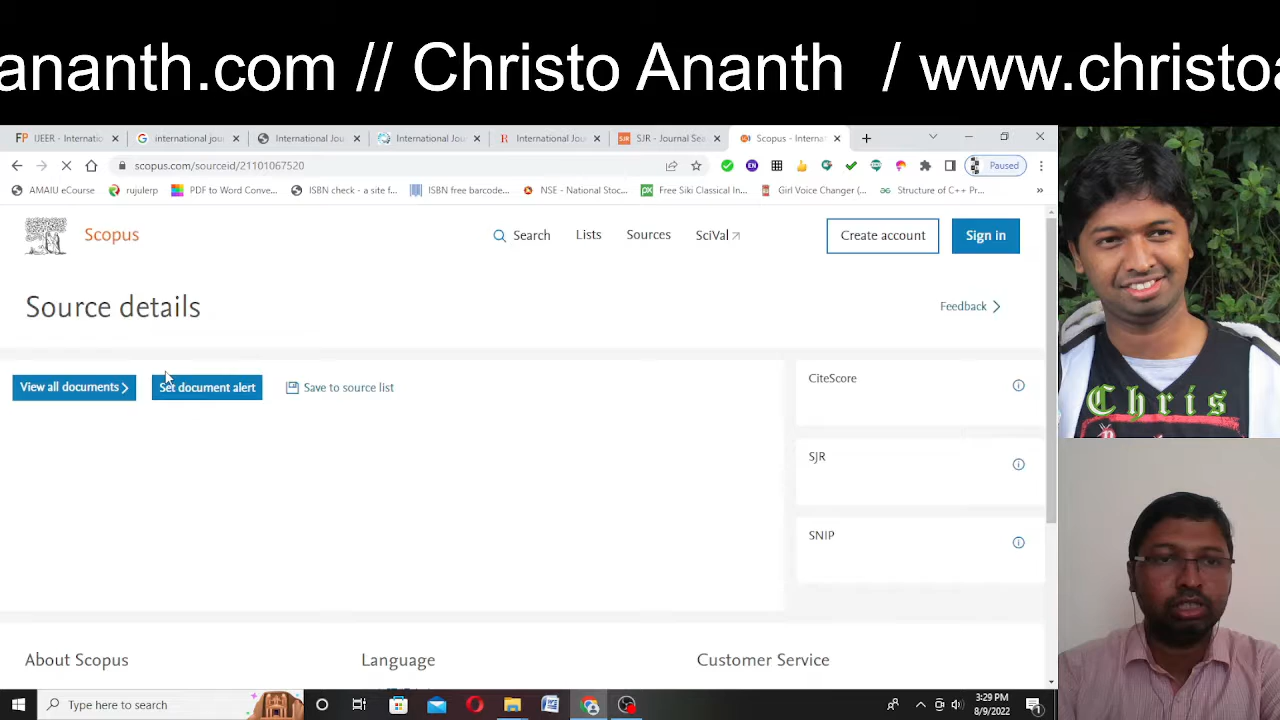 ananth.com // Christo Ananth / www.christoa
FP IJEER - Internatio
international jou
International Jou
International Jou
International Jou
SJR SJR - Journal Sea
Scopus - Internat
scopus.com/sourceid/21101067520
Paused
AMAIU eCourse
rujulerp
PDF to Word Conve...
ISBN check - a site f...
ISBN free barcode...
NSE - National Stoc...
Free Siki Classical In...
Girl Voice Changer (...
Structure of C++ Pr...
»
Scopus
Search
Lists
Sources
SciVal
Create account
Sign in
Source details
Feedback
View all documents
Set document alert
Save to source list
CiteScore
SJR
SNIP
About Scopus
Language
Customer Service
Type here to search
3:29 PM
8/9/2022
Chris